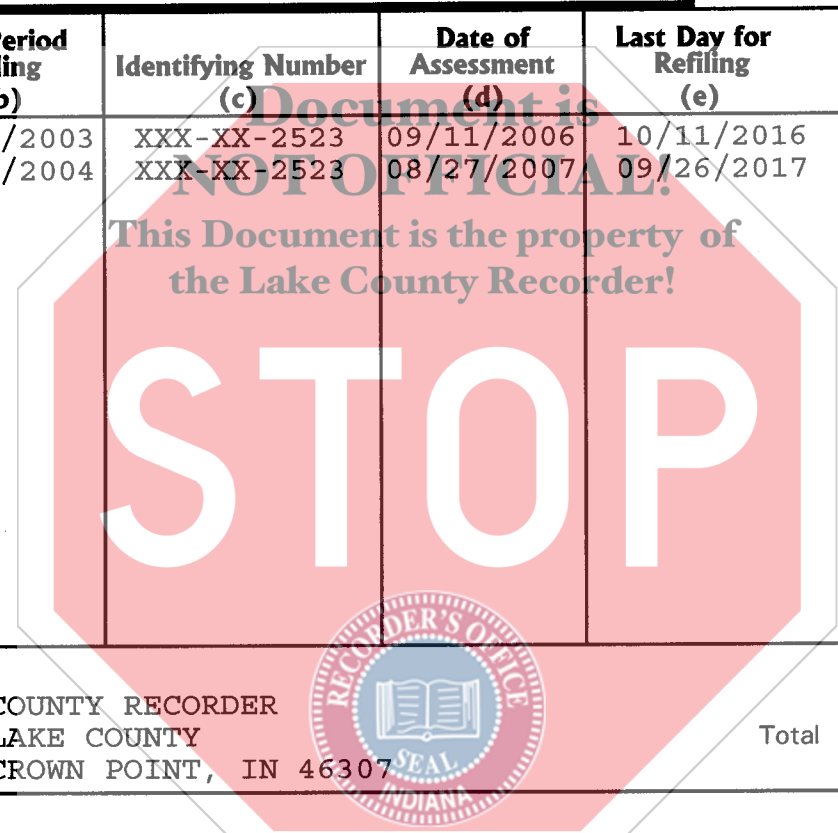 eriod
ling
b)
Identifying Number
(c)
Date of
Assessment
(d)
Last Day for
Refiling
(e)
/2003 XXX-XX-2523 09/11/2006 10/11/2016
/2004 XXX-XX-2523 08/27/2007 09/26/2017
Document is
NOT OFFICIAL!
This Document is the property of
the Lake County Recorder!
STOP
COUNTY RECORDER
LAKE COUNTY
CROWN POINT, IN 46307
Total
RECORDER'S OFFICE
SEAL
INDIANA